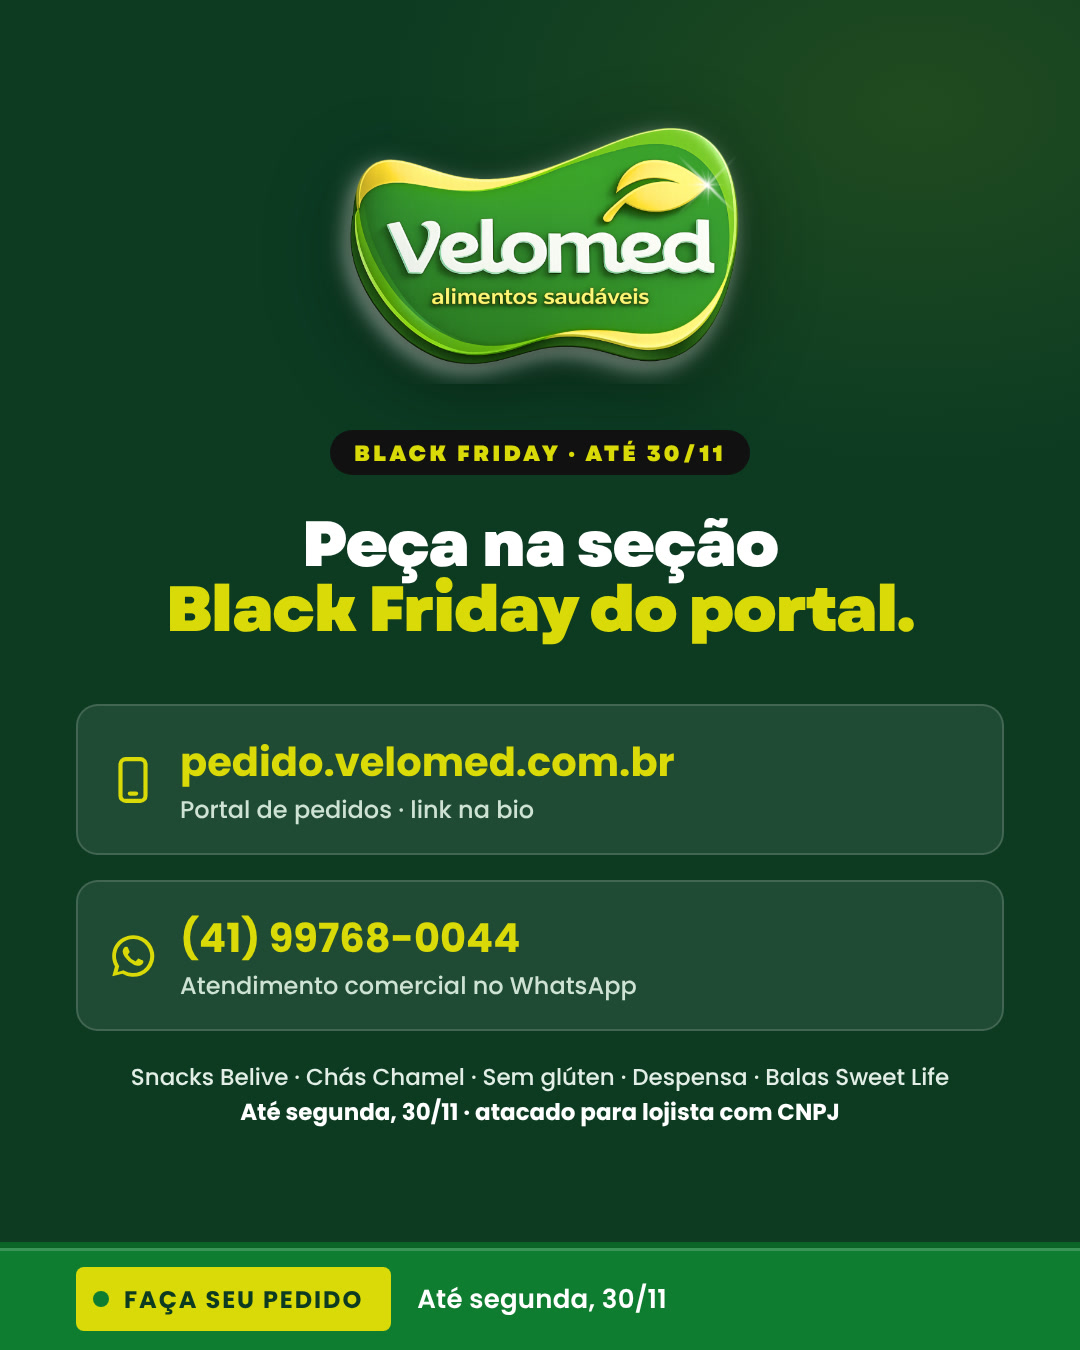 Velomed
alimentos saudáveis
BLACK FRIDAY · ATÉ 30/11
Peça na seção
Black Friday do portal.
pedido.velomed.com.br
Portal de pedidos · link na bio
(41) 99768-0044
Atendimento comercial no WhatsApp
Snacks Belive · Chás Chamel · Sem glúten · Despensa · Balas Sweet Life
Até segunda, 30/11 · atacado para lojista com CNPJ
FAÇA SEU PEDIDO
Até segunda, 30/11